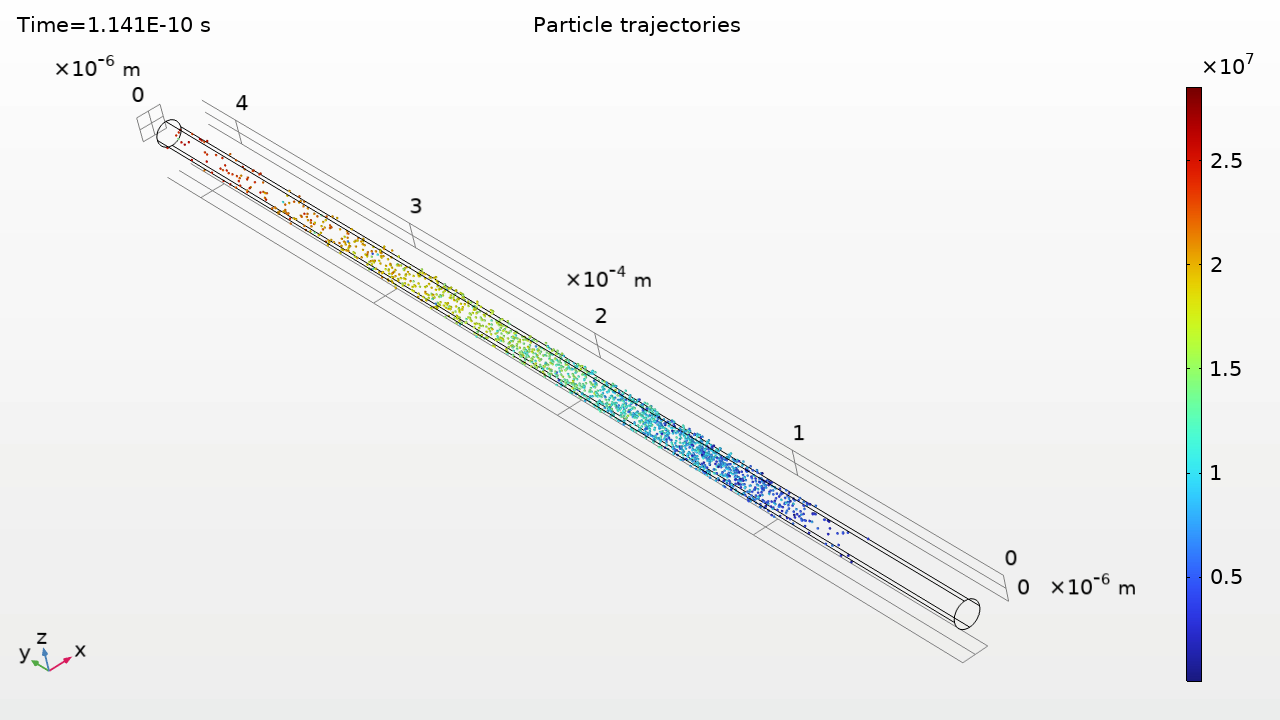 Time=1.141E-10 s
Particle trajectories
×10⁻⁶ m
×10⁷
0
4
2.5
3
2
×10⁻⁴ m
2
1.5
1
1
0
0 ×10⁻⁶ m
0.5
z
y
x